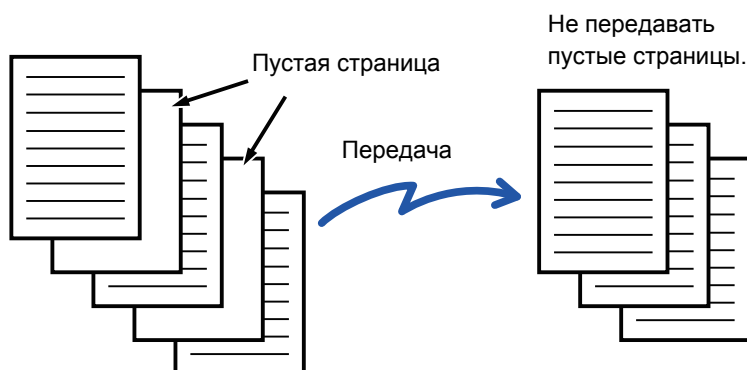 Не передавать
пустые страницы.
Пустая страница
Передача